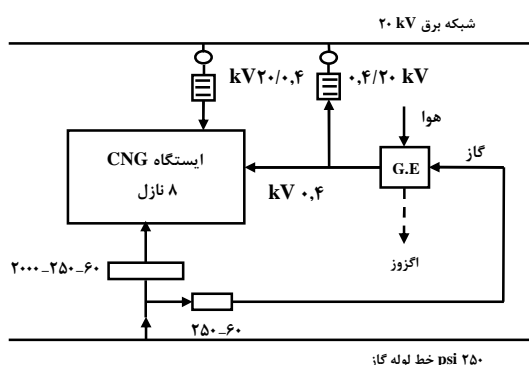 شبکه برق ۲۰ kV
kV۲۰/۰,۴
۰,۴/۲۰ kV
هوا
ایستگاه CNG
۸ نازل
G.E
گاز
kV ۰,۴
اگزوز
۲۰۰۰_۲۵۰_۶۰
۲۵۰_۶۰
۲۵۰ psi خط لوله گاز